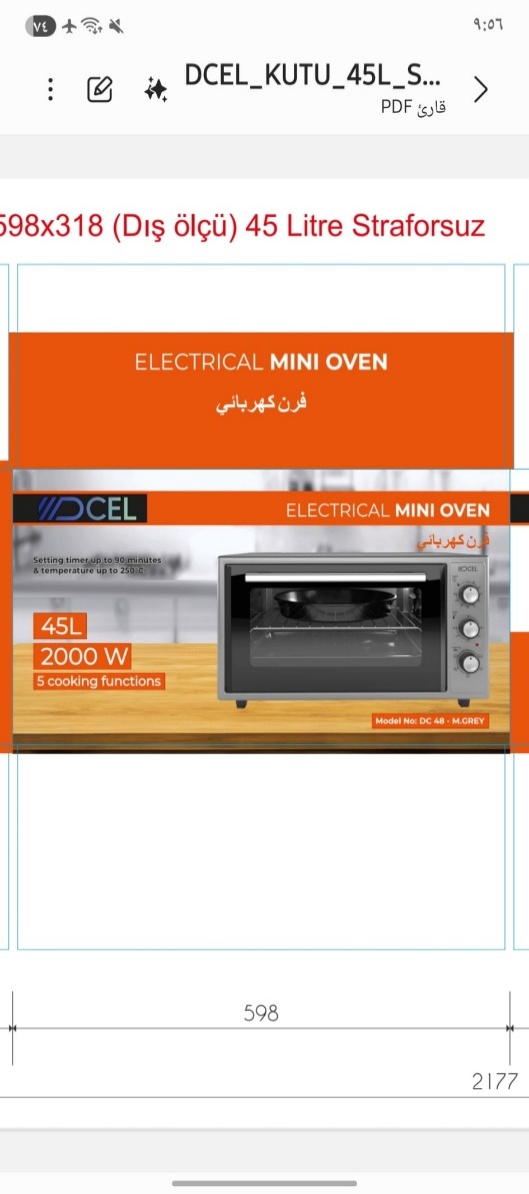 ٧٤
٩:٥٦
DCEL_KUTU_45L_S...
قارئ PDF
598x318 (Dış ölçü) 45 Litre Straforsuz
ELECTRICAL MINI OVEN
فرن كهربائي
DCEL
ELECTRICAL MINI OVEN
فرن كهربائي
Setting timer up to 90 minutes
& temperature up to 250°C
DCEL
45L
2000 W
5 cooking functions
Model No: DC 48 - M.GREY
598
2177